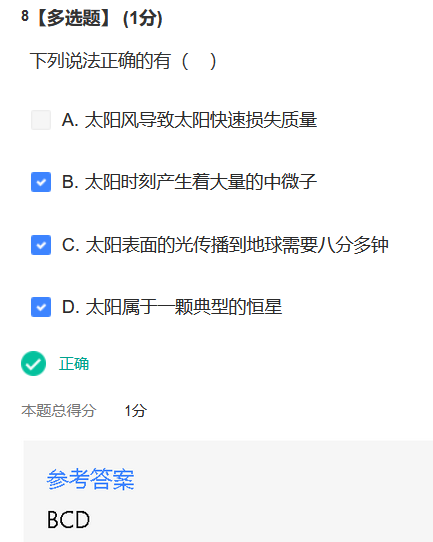 8【多选题】 (1分)
下列说法正确的有（ ）
A. 太阳风导致太阳快速损失质量
B. 太阳时刻产生着大量的中微子
C. 太阳表面的光传播到地球需要八分多钟
D. 太阳属于一颗典型的恒星
正确
本题总得分 1分
参考答案
BCD